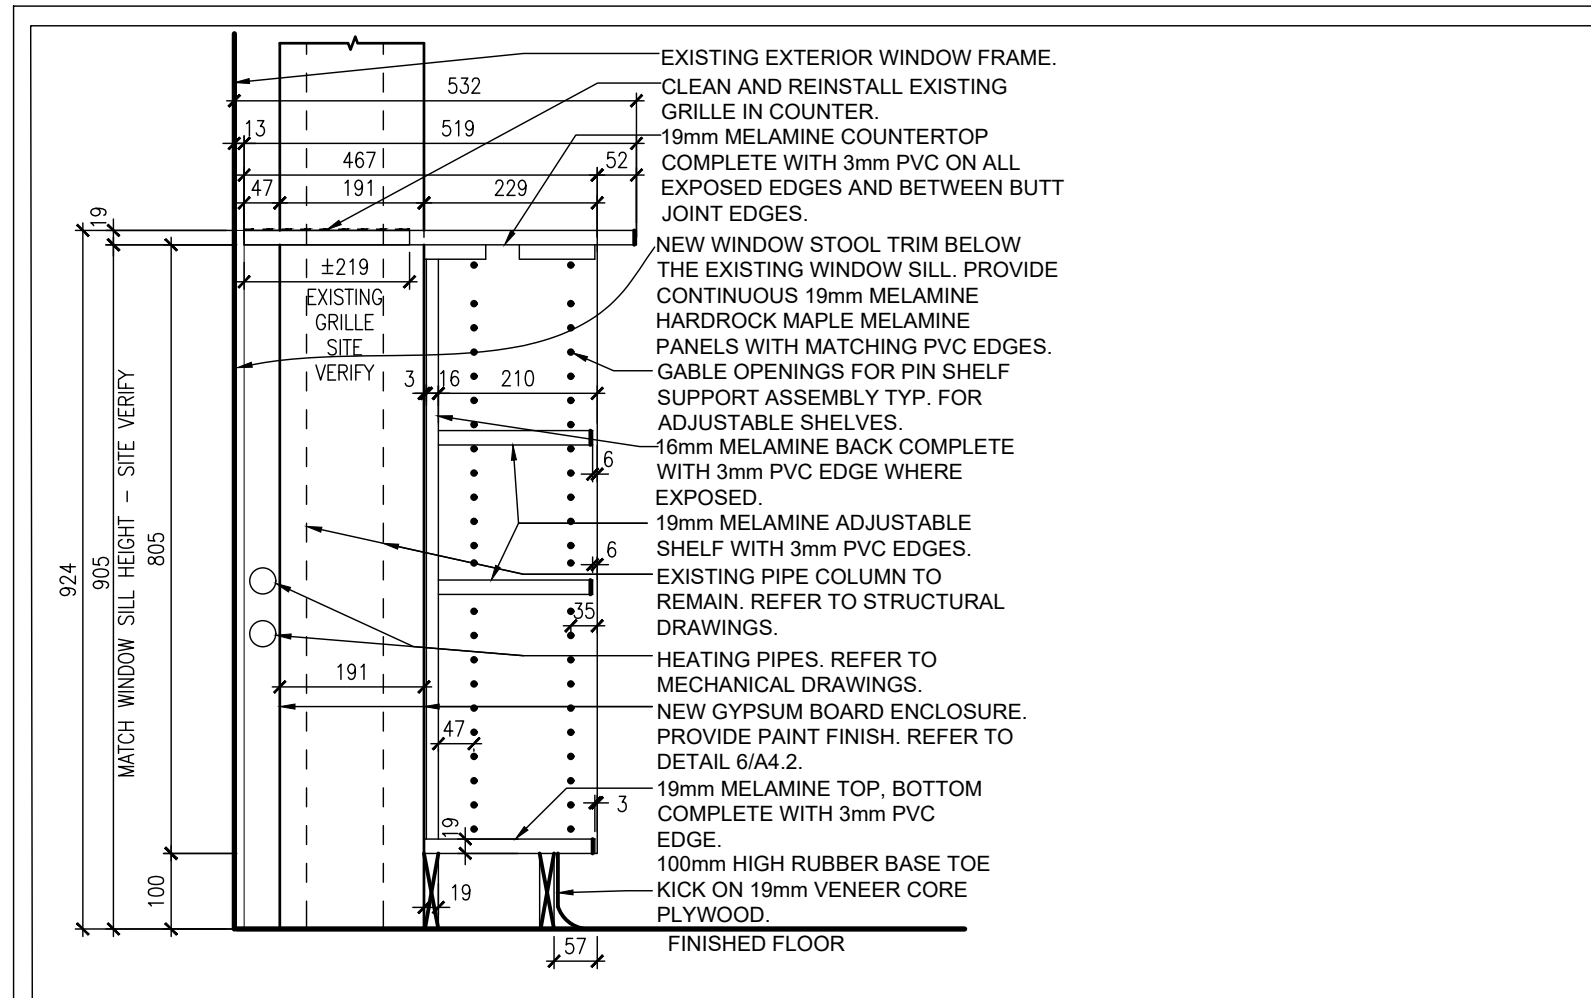 EXISTING EXTERIOR WINDOW FRAME.
CLEAN AND REINSTALL EXISTING
GRILLE IN COUNTER.
19mm MELAMINE COUNTERTOP
COMPLETE WITH 3mm PVC ON ALL
EXPOSED EDGES AND BETWEEN BUTT
JOINT EDGES.
NEW WINDOW STOOL TRIM BELOW
THE EXISTING WINDOW SILL. PROVIDE
CONTINUOUS 19mm MELAMINE
HARDROCK MAPLE MELAMINE
PANELS WITH MATCHING PVC EDGES.
GABLE OPENINGS FOR PIN SHELF
SUPPORT ASSEMBLY TYP. FOR
ADJUSTABLE SHELVES.
16mm MELAMINE BACK COMPLETE
WITH 3mm PVC EDGE WHERE
EXPOSED.
19mm MELAMINE ADJUSTABLE
SHELF WITH 3mm PVC EDGES.
EXISTING PIPE COLUMN TO
REMAIN. REFER TO STRUCTURAL
DRAWINGS.
HEATING PIPES. REFER TO
MECHANICAL DRAWINGS.
NEW GYPSUM BOARD ENCLOSURE.
PROVIDE PAINT FINISH. REFER TO
DETAIL 6/A4.2.
19mm MELAMINE TOP, BOTTOM
COMPLETE WITH 3mm PVC
EDGE.
100mm HIGH RUBBER BASE TOE
KICK ON 19mm VENEER CORE
PLYWOOD.
FINISHED FLOOR
532
13 519
467 52
47 191 229
19
±219
EXISTING
GRILLE
SITE
VERIFY
3 16 210
6
6
35
191
47
3
19
19
57
924
905
MATCH WINDOW SILL HEIGHT - SITE VERIFY
805
100